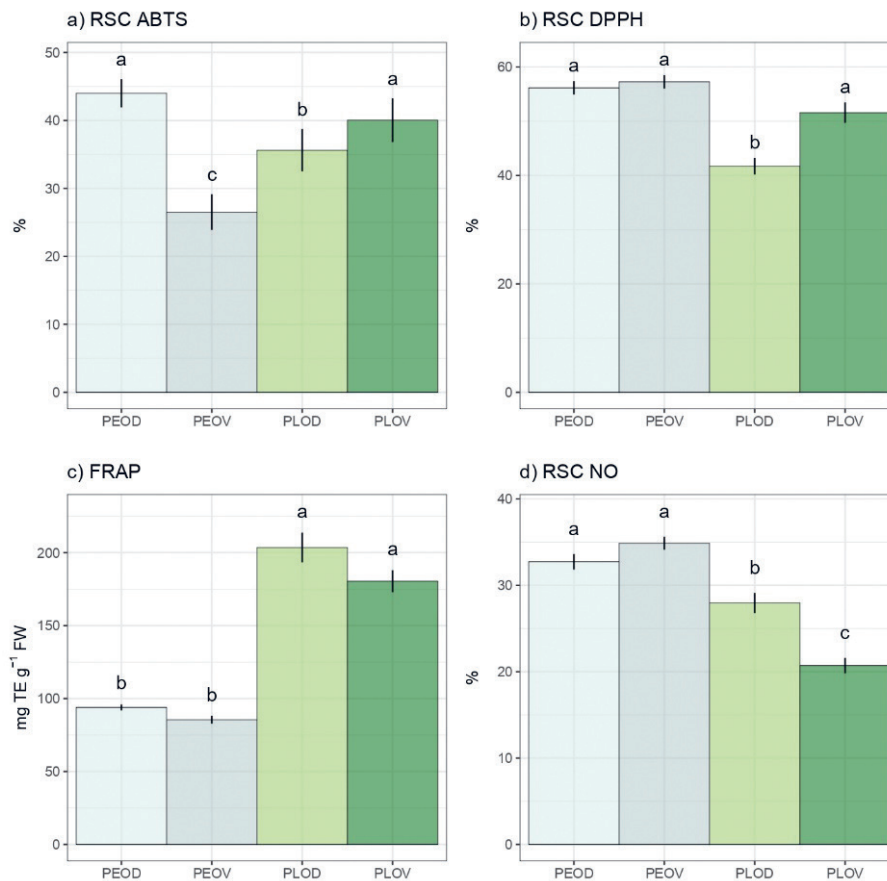 a) RSC ABTS
50
40
30
20
10
0
%
a
c
b
a
PEOD PEOV PLOD PLOV
b) RSC DPPH
60
40
20
0
%
a
a
b
a
PEOD PEOV PLOD PLOV
c) FRAP
200
150
100
50
0
mg TE g⁻¹ FW
b
b
a
a
PEOD PEOV PLOD PLOV
d) RSC NO
40
30
20
10
0
%
a
a
b
c
PEOD PEOV PLOD PLOV